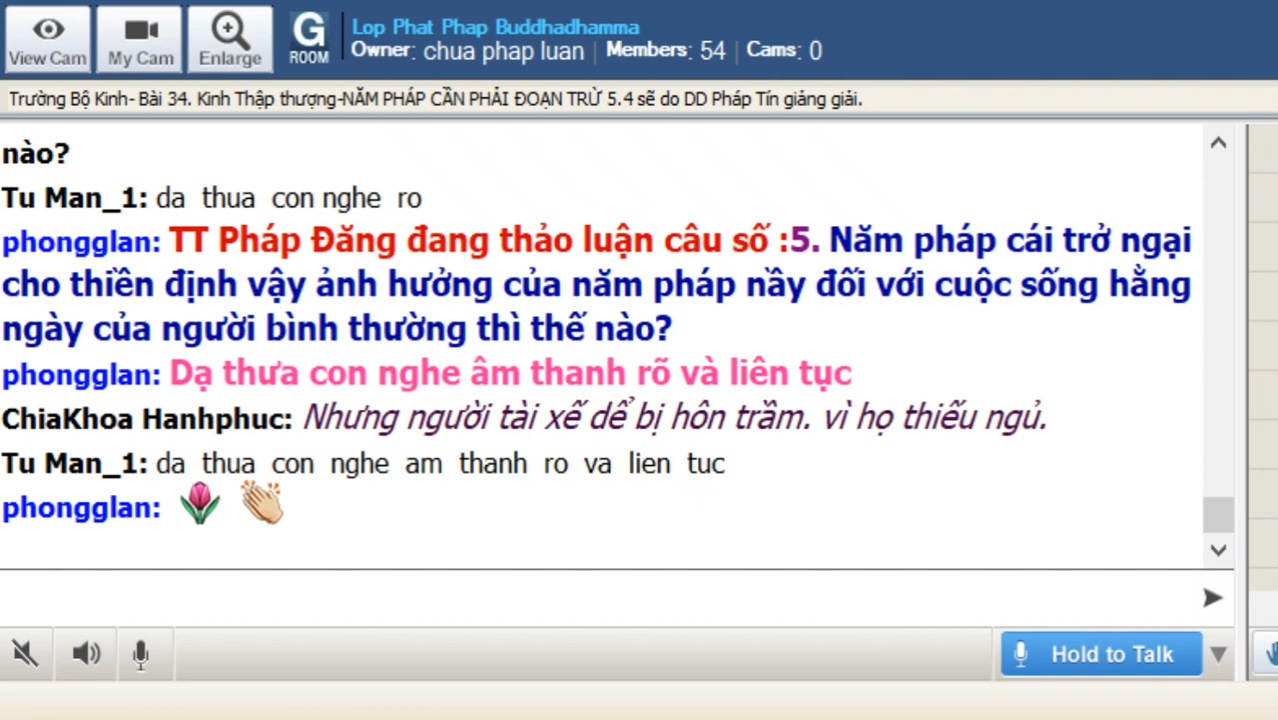 View Cam
My Cam
Enlarge
G
ROOM
Lop Phat Phap Buddhadhamma
Owner: chua phap luan | Members: 54 | Cams: 0
Trường Bộ Kinh- Bài 34. Kinh Thập thượng-NĂM PHÁP CẦN PHẢI ĐOẠN TRỪ 5.4 sẽ do DD Pháp Tín giảng giải.
nào?
Tu Man_1: da thua con nghe ro
phongglan: TT Pháp Đăng đang thảo luận câu số :5. Năm pháp cái trở ngại
cho thiền định vậy ảnh hưởng của năm pháp nầy đối với cuộc sống hằng
ngày của người bình thường thì thế nào?
phongglan: Dạ thưa con nghe âm thanh rõ và liên tục
ChiaKhoa Hanhphuc: Nhưng người tài xế dể bị hôn trầm. vì họ thiếu ngủ.
Tu Man_1: da thua con nghe am thanh ro va lien tuc
phongglan:
Hold to Talk